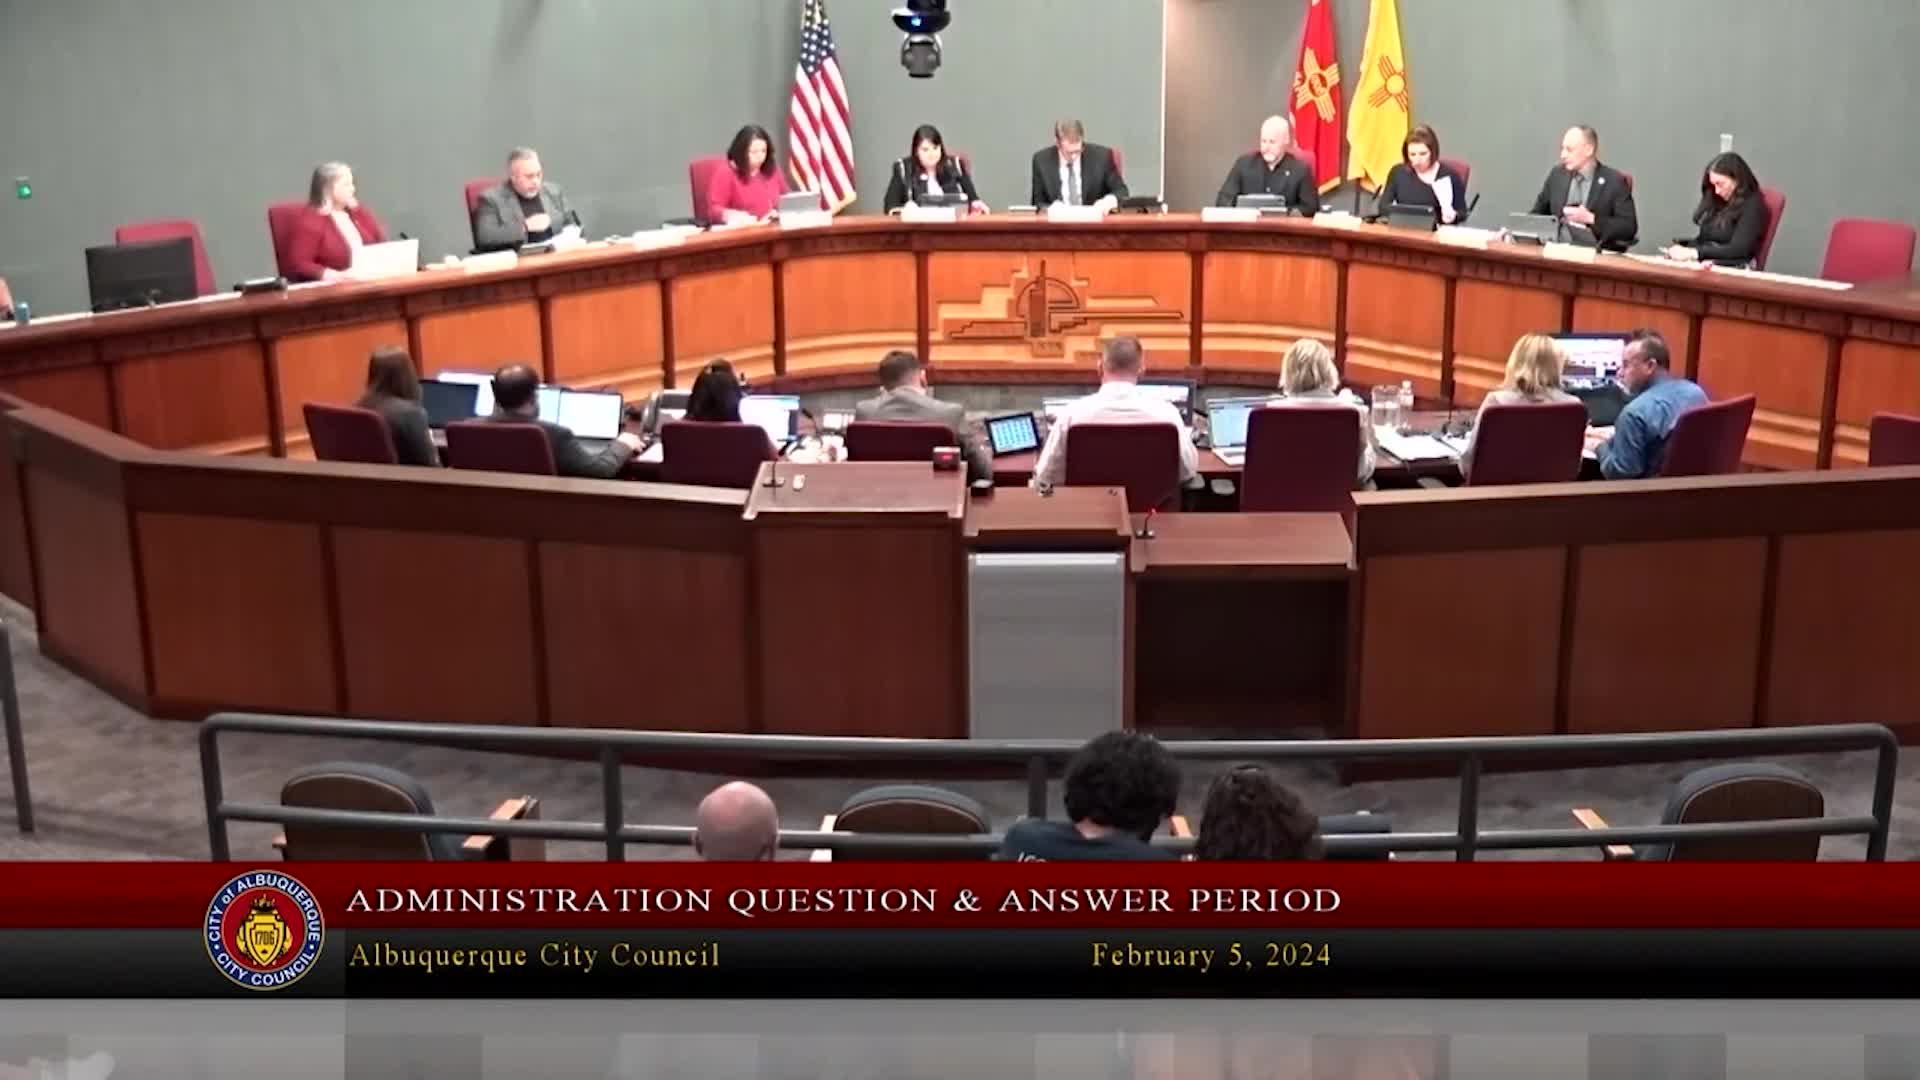 ADMINISTRATION QUESTION & ANSWER PERIOD
Albuquerque City Council
February 5, 2024
CITY of ALBUQUERQUE
1706
CITY COUNCIL